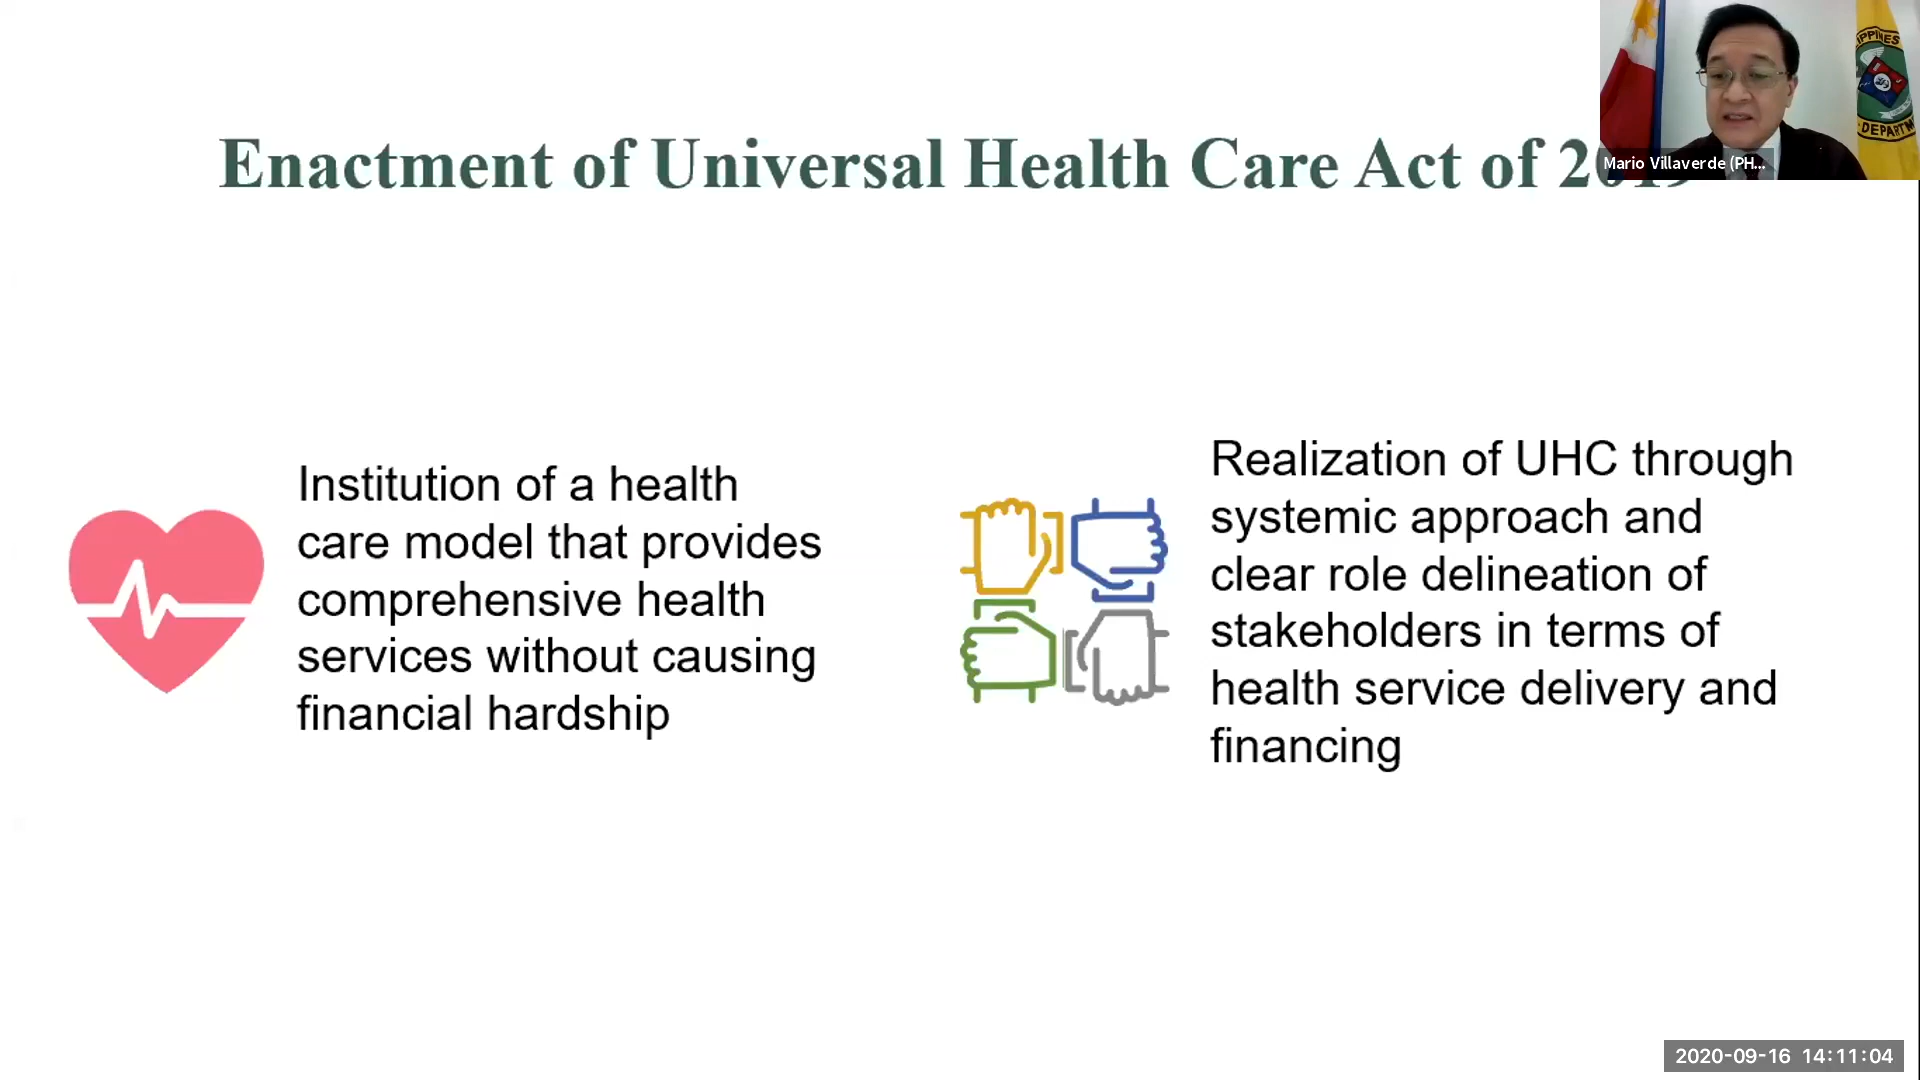 Enactment of Universal Health Care Act of
Mario Villaverde (PH...
IPPINES
DEPARTM
Institution of a health
care model that provides
comprehensive health
services without causing
financial hardship
Realization of UHC through
systemic approach and
clear role delineation of
stakeholders in terms of
health service delivery and
financing
2020-09-16 14:11:04